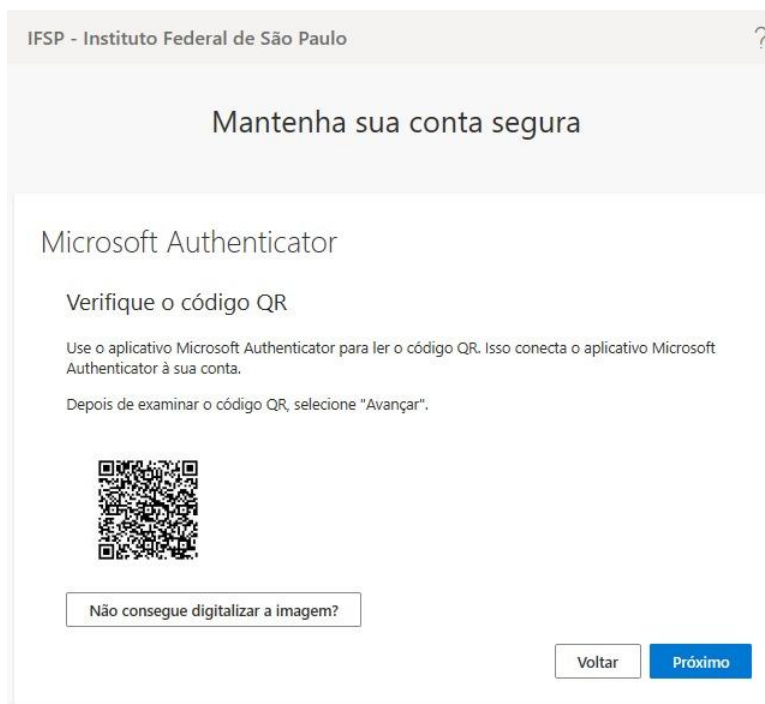 IFSP - Instituto Federal de São Paulo
?
Mantenha sua conta segura
Microsoft Authenticator
Verifique o código QR
Use o aplicativo Microsoft Authenticator para ler o código QR. Isso conecta o aplicativo Microsoft
Authenticator à sua conta.
Depois de examinar o código QR, selecione "Avançar".
Não consegue digitalizar a imagem?
Voltar
Próximo